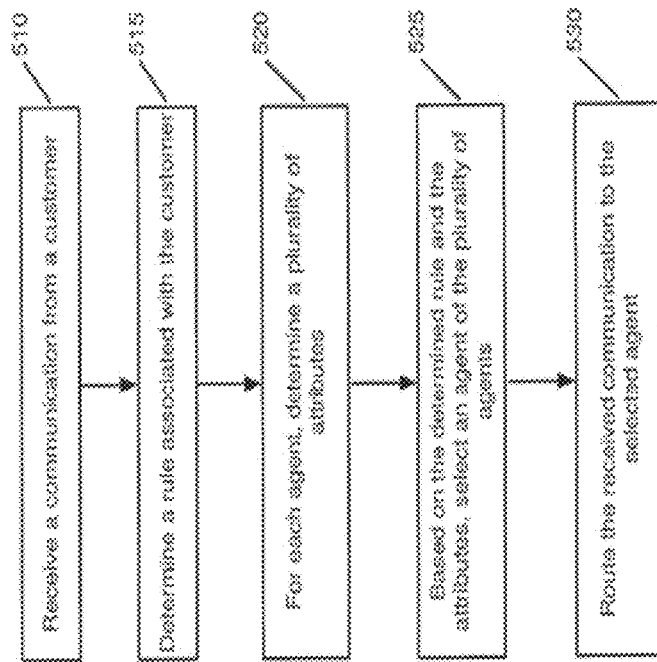 510
Receive a communication from a customer
515
Determine a rule associated with the customer
520
For each agent, determine a plurality of
attributes
525
Based on the determined rule and the
attributes, select an agent of the plurality of
agents
530
Route the received communication to the
selected agent